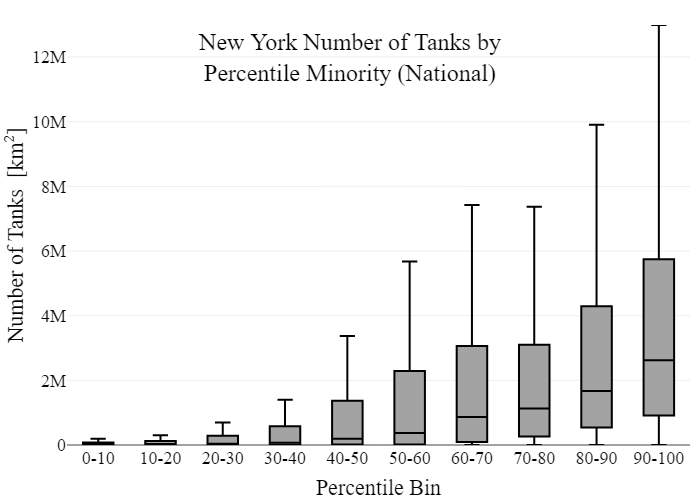 New York Number of Tanks by
Percentile Minority (National)
Number of Tanks [km²]
12M
10M
8M
6M
4M
2M
0
0-10 10-20 20-30 30-40 40-50 50-60 60-70 70-80 80-90 90-100
Percentile Bin